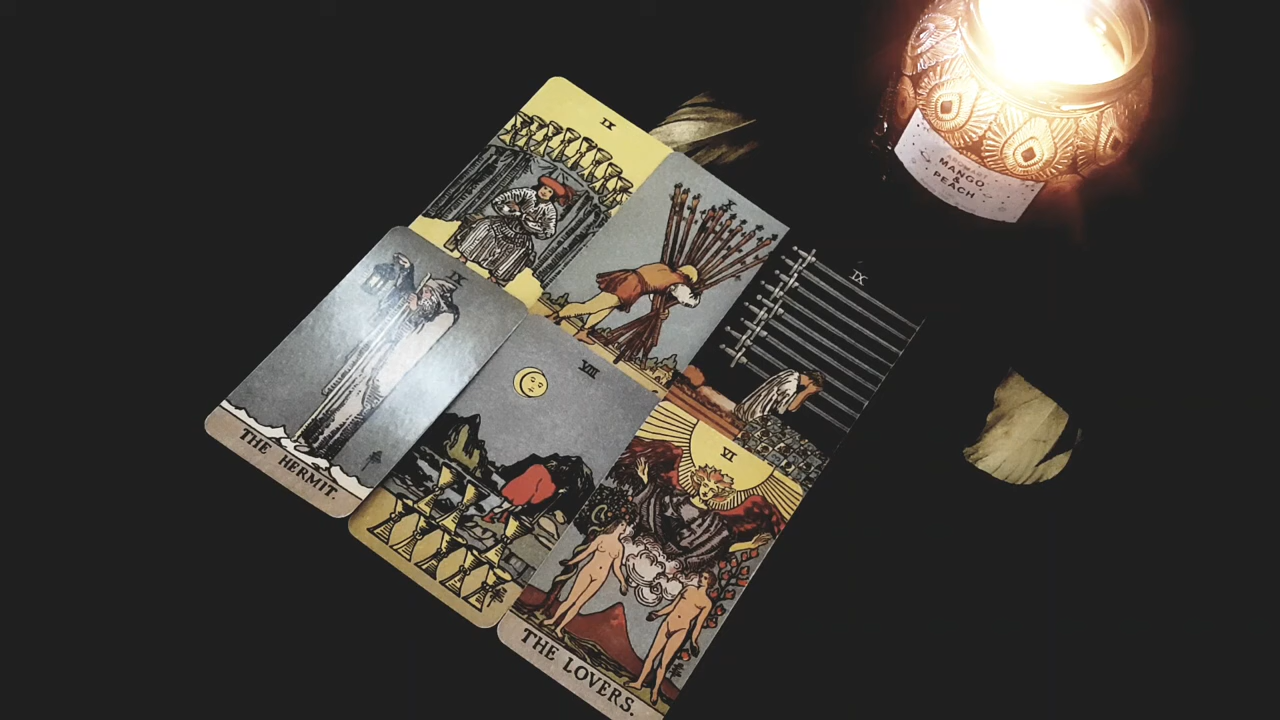 IX
X
IX
IX
THE HERMIT.
VIII
VI
THE LOVERS.
MANGO
&
PEACH